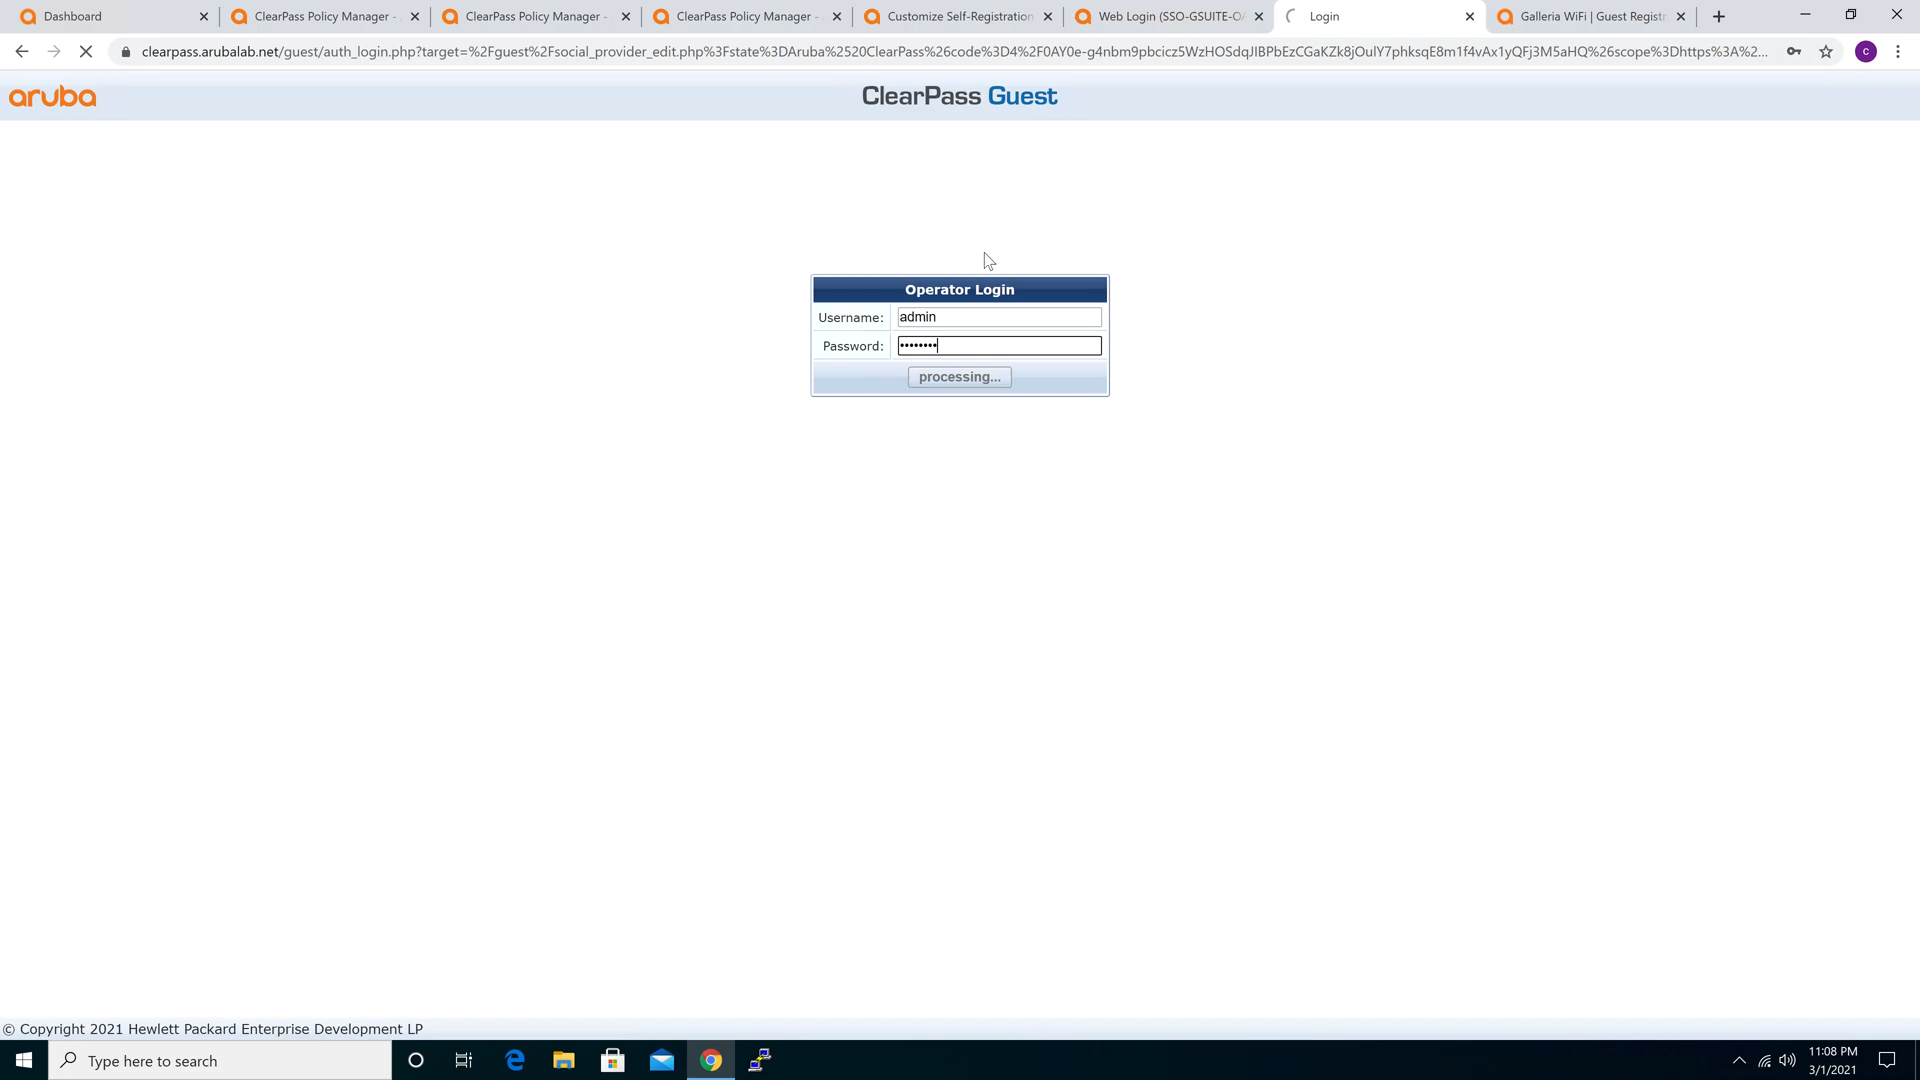 Dashboard
ClearPass Policy Manager -
ClearPass Policy Manager -
ClearPass Policy Manager -
Customize Self-Registration
Web Login (SSO-GSUITE-O
Login
Galleria WiFi | Guest Registr
clearpass.arubalab.net/guest/auth_login.php?target=%2Fguest%2Fsocial_provider_edit.php%3Fstate%3DAruba%2520ClearPass%26code%3D4%2F0AY0e-g4nbm9pbcicz5WzHOSdqJIBPbEzCGaKZk8jOulY7phksqE8m1f4vAx1yQFj3M5aHQ%26scope%3Dhttps%3A%2...
c
aruba
ClearPass Guest
Operator Login
Username: admin
Password: ••••••••
processing...
© Copyright 2021 Hewlett Packard Enterprise Development LP
Type here to search
11:08 PM
3/1/2021